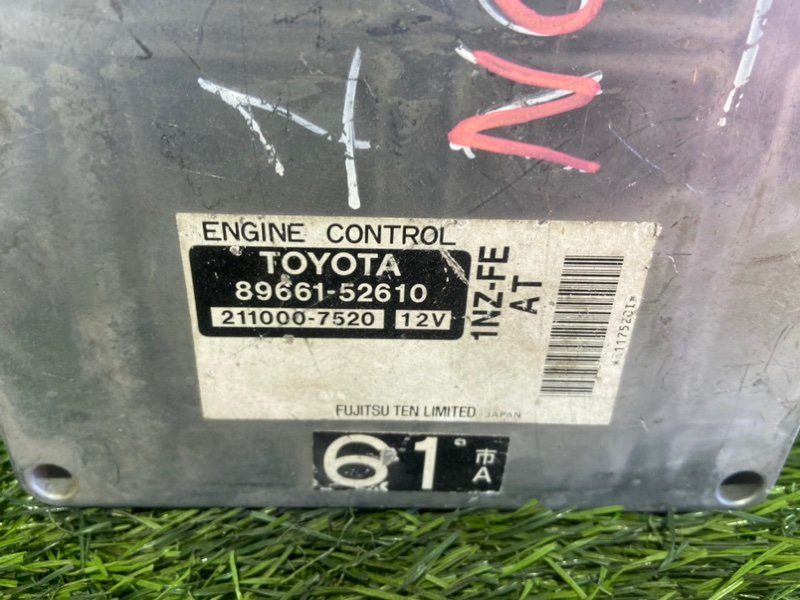 ENGINE CONTROL
TOYOTA
89661-52610
211000-7520 12V
1NZ-FE
AT
FUJITSU TEN LIMITED JAPAN
61 市
A